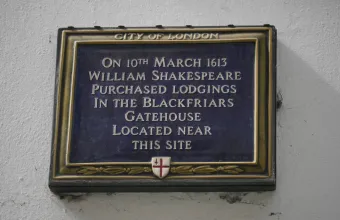 CITY OF LONDON
ON 10TH MARCH 1613
WILLIAM SHAKESPEARE
PURCHASED LODGINGS
IN THE BLACKFRIARS
GATEHOUSE
LOCATED NEAR
THIS SITE